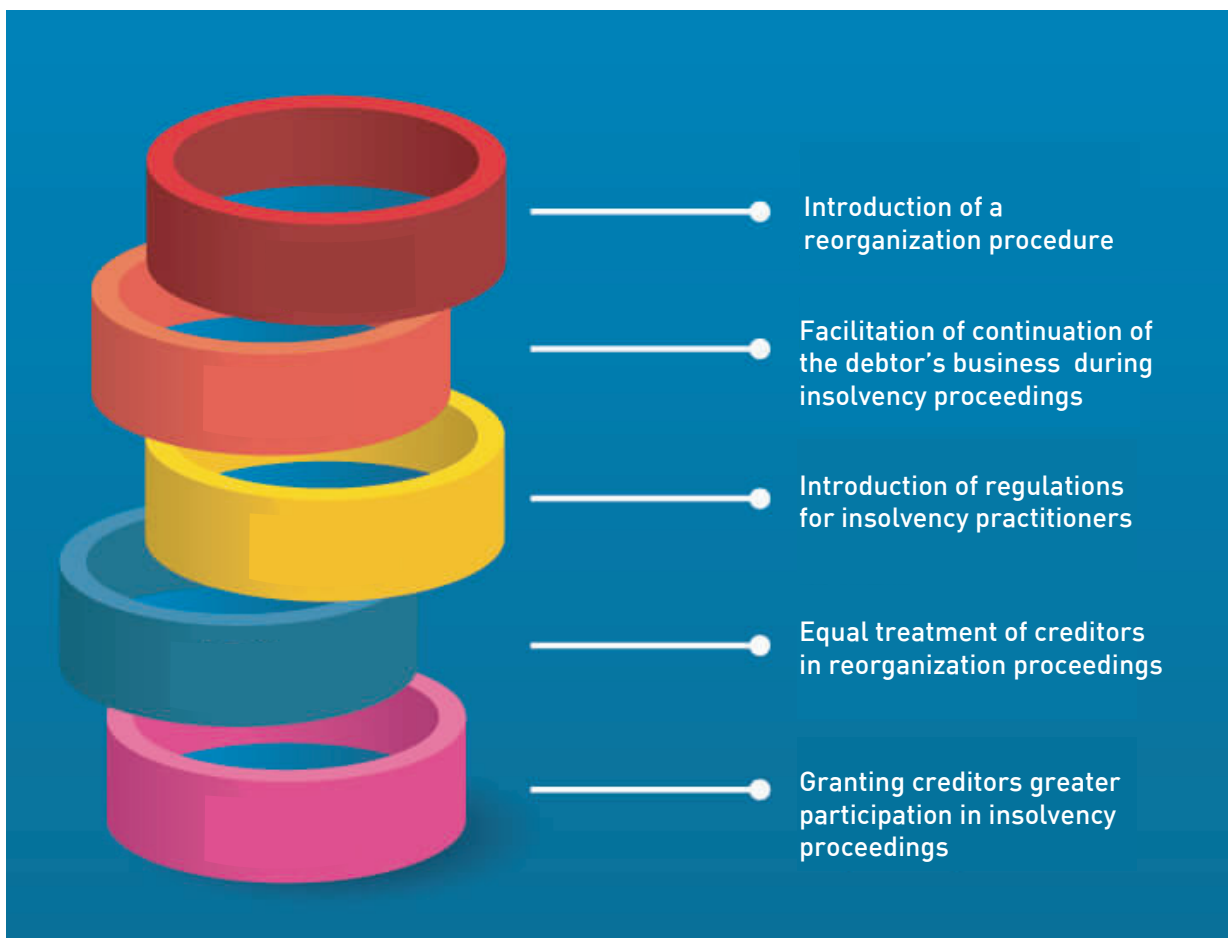 Introduction of a
reorganization procedure
Facilitation of continuation of
the debtor’s business during
insolvency proceedings
Introduction of regulations
for insolvency practitioners
Equal treatment of creditors
in reorganization proceedings
Granting creditors greater
participation in insolvency
proceedings